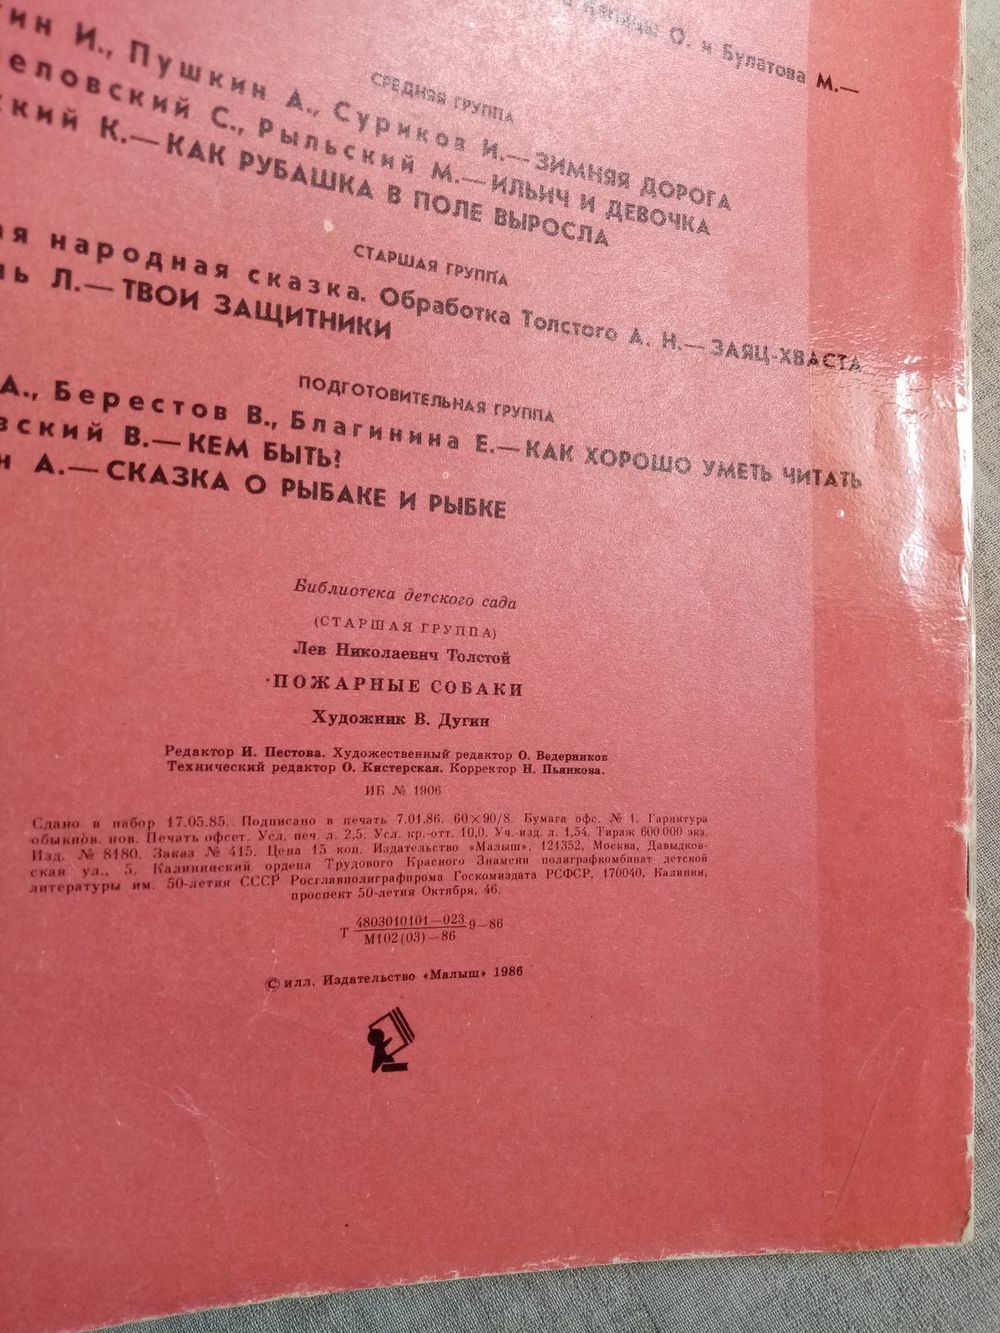 О. и Булатова М.—
СРЕДНЯЯ ГРУППА
И., Пушкин А., Суриков И.—ЗИМНЯЯ ДОРОГА
С., Рыльский М.—ИЛЬИЧ И ДЕВОЧКА
К.—КАК РУБАШКА В ПОЛЕ ВЫРОСЛА
СТАРШАЯ ГРУППА
народная сказка. Обработка Толстого А. Н.—ЗАЯЦ-ХВАСТА
Л.—ТВОИ ЗАЩИТНИКИ
ПОДГОТОВИТЕЛЬНАЯ ГРУППА
А., Берестов В., Благинина Е.—КАК ХОРОШО УМЕТЬ ЧИТАТЬ
В.—КЕМ БЫТЬ?
А.—СКАЗКА О РЫБАКЕ И РЫБКЕ
Библиотека детского сада
(СТАРШАЯ ГРУППА)
Лев Николаевич Толстой
ПОЖАРНЫЕ СОБАКИ
Художник В. Дугин
Редактор И. Пестова. Художественный редактор О. Ведерников
Технический редактор О. Кистерская. Корректор Н. Пьянкова.
ИБ № 1906
Сдано в набор 17.05.85. Подписано в печать 7.01.86. 60×90/8. Бумага офс. № 1. Гарнитура
обыкнов. нов. Печать офсет. Усл. печ. л. 2,5. Усл. кр.-отт. 10,0. Уч.-изд. л. 1,54. Тираж 600 000 экз.
Изд. № 8180. Заказ № 415. Цена 15 коп. Издательство «Малыш», 121352, Москва, Давыдков-
ская ул., 5. Калининский ордена Трудового Красного Знамени полиграфкомбинат детской
литературы им. 50-летия СССР Росглавполиграфпрома Госкомиздата РСФСР, 170040, Калинин,
проспект 50-летия Октября, 46.
Т 4803010101—023 9—86
М102(03)—86
© илл. Издательство «Малыш» 1986